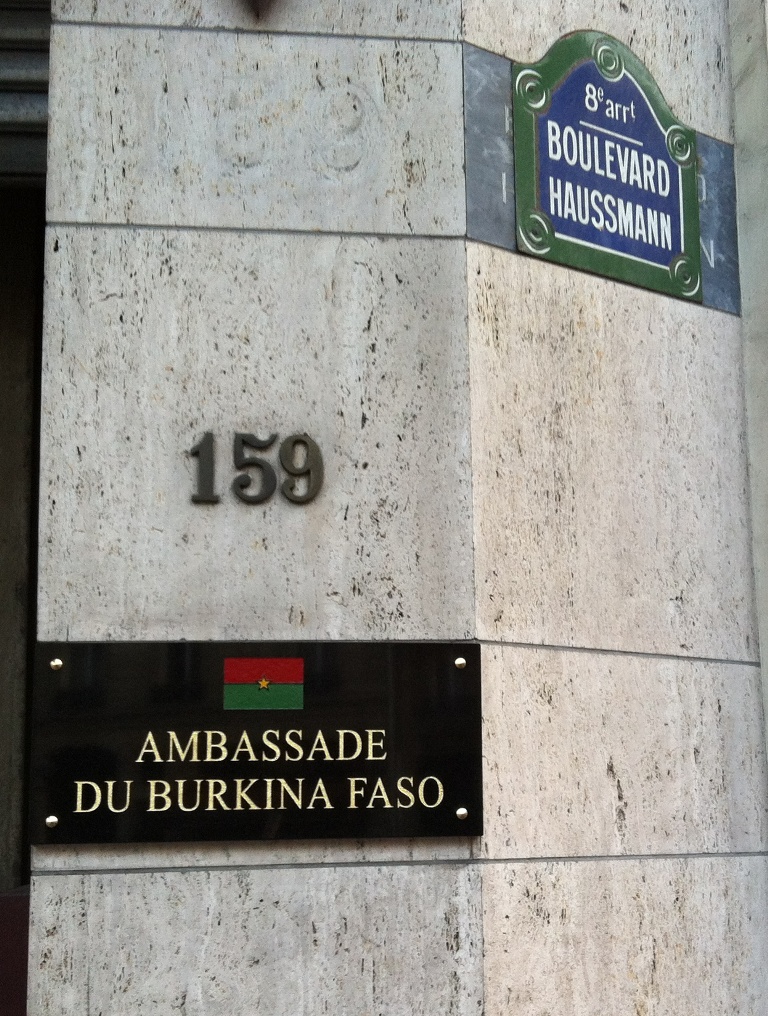 8e arrt
BOULEVARD
HAUSSMANN
159
AMBASSADE
DU BURKINA FASO